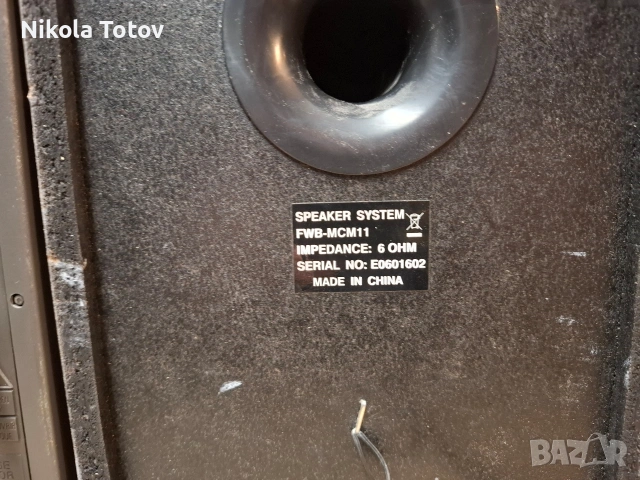 Nikola Totov
SPEAKER SYSTEM
FWB-MCM11
IMPEDANCE: 6 OHM
SERIAL NO: E0601602
MADE IN CHINA
BAZAR